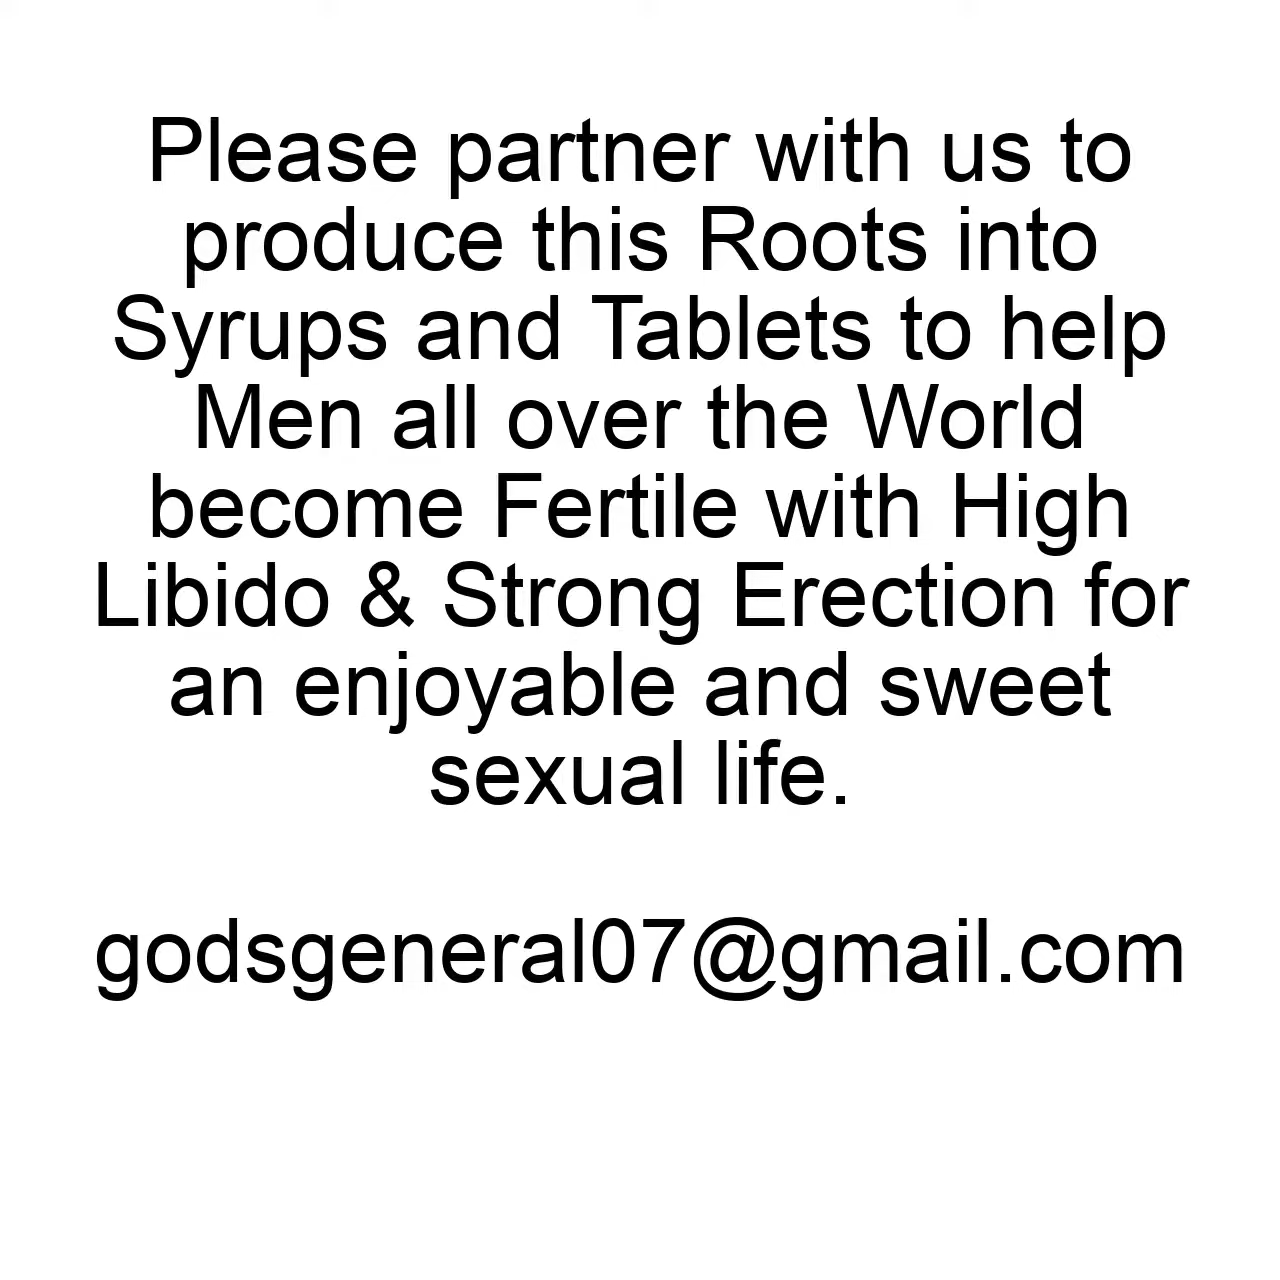 Please partner with us to
produce this Roots into
Syrups and Tablets to help
Men all over the World
become Fertile with High
Libido & Strong Erection for
an enjoyable and sweet
sexual life.
godsgeneral07@gmail.com